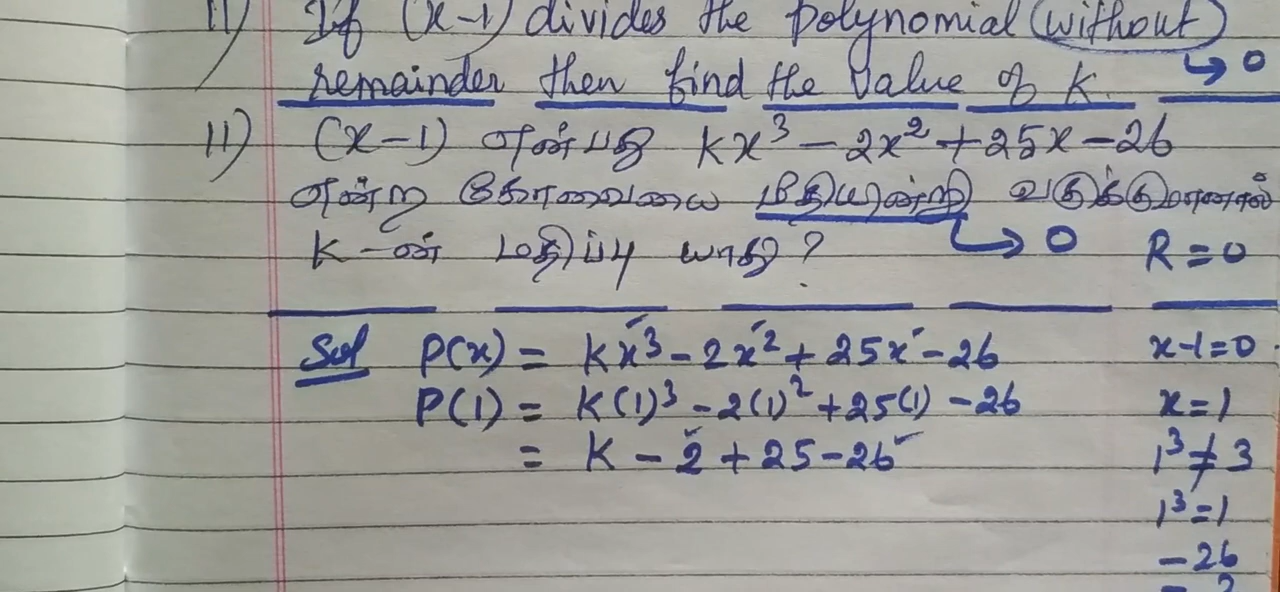 11) If (x-1) divides the polynomial (without)
remainder then find the value of k. → 0
11) (x-1) என்பது kx³ - 2x² + 25x - 26
என்ற கோவையை மீதியின்றி வகுக்குமானால்
K-ன் மதிப்பு யாது? → 0 R = 0
Sol P(x) = kx³ - 2x² + 25x - 26 x-1=0
P(1) = K(1)³ - 2(1)² + 25(1) - 26 x=1
= K - 2 + 25 - 26 1³ ≠ 3
1³ = 1
- 26